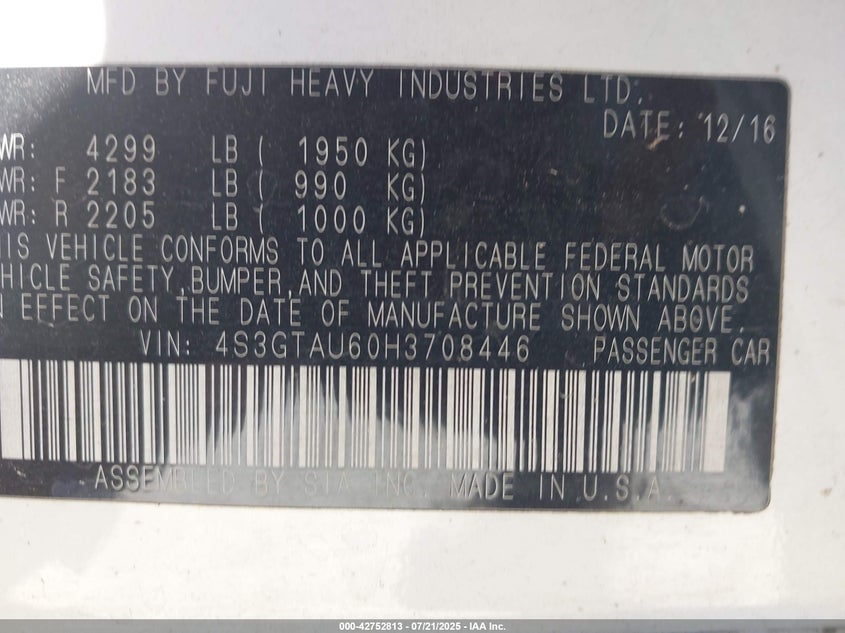 MFD BY FUJI HEAVY INDUSTRIES LTD.
DATE: 12/16
WR: 4299 LB ( 1950 KG)
WR: F 2183 LB ( 990 KG)
WR: R 2205 LB ( 1000 KG)
IS VEHICLE CONFORMS TO ALL APPLICABLE FEDERAL MOTOR
HICLE SAFETY,BUMPER,AND THEFT PREVENTION STANDARDS
N EFFECT ON THE DATE OF MANUFACTURE SHOWN ABOVE.
VIN: 4S3GTAU60H3708446 PASSENGER CAR
ASSEMBLED BY SIA INC. MADE IN U.S.A.
000-42752813 - 07/21/2025 - IAA Inc.